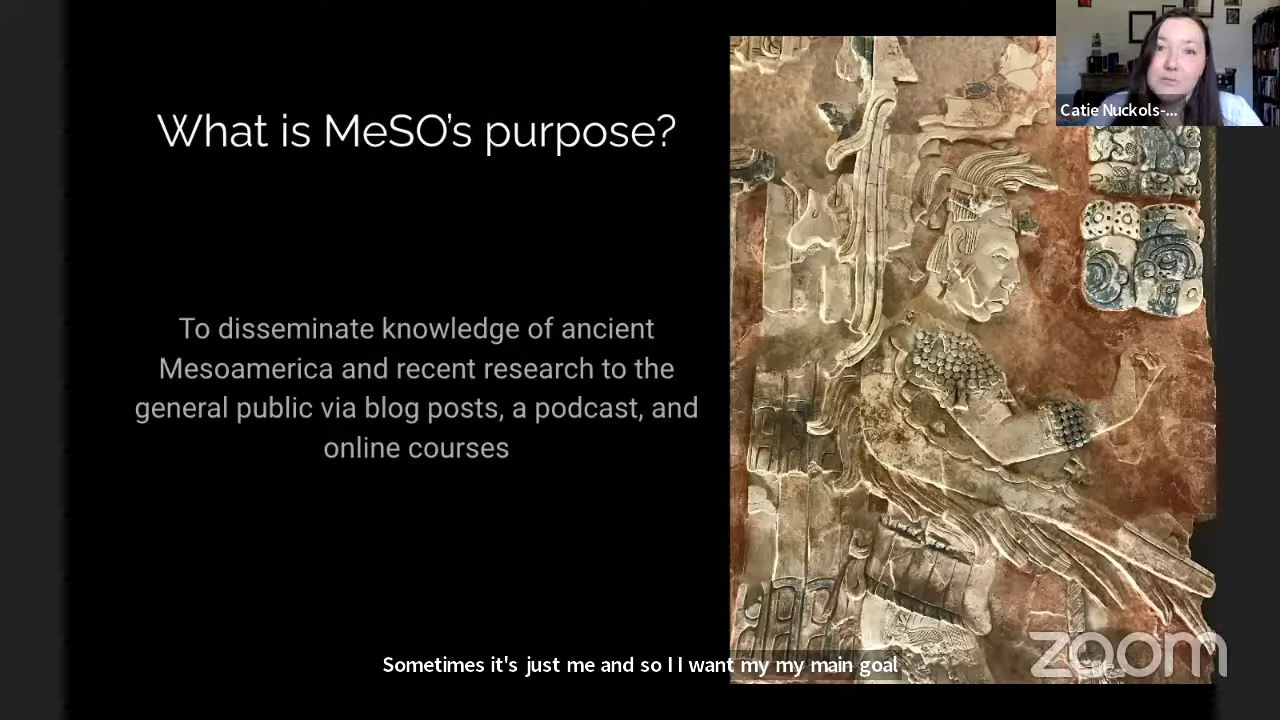 What is MeSO's purpose?
To disseminate knowledge of ancient
Mesoamerica and recent research to the
general public via blog posts, a podcast, and
online courses
Catie Nuckols-...
Sometimes it's just me and so I I want my my main goal
zoom